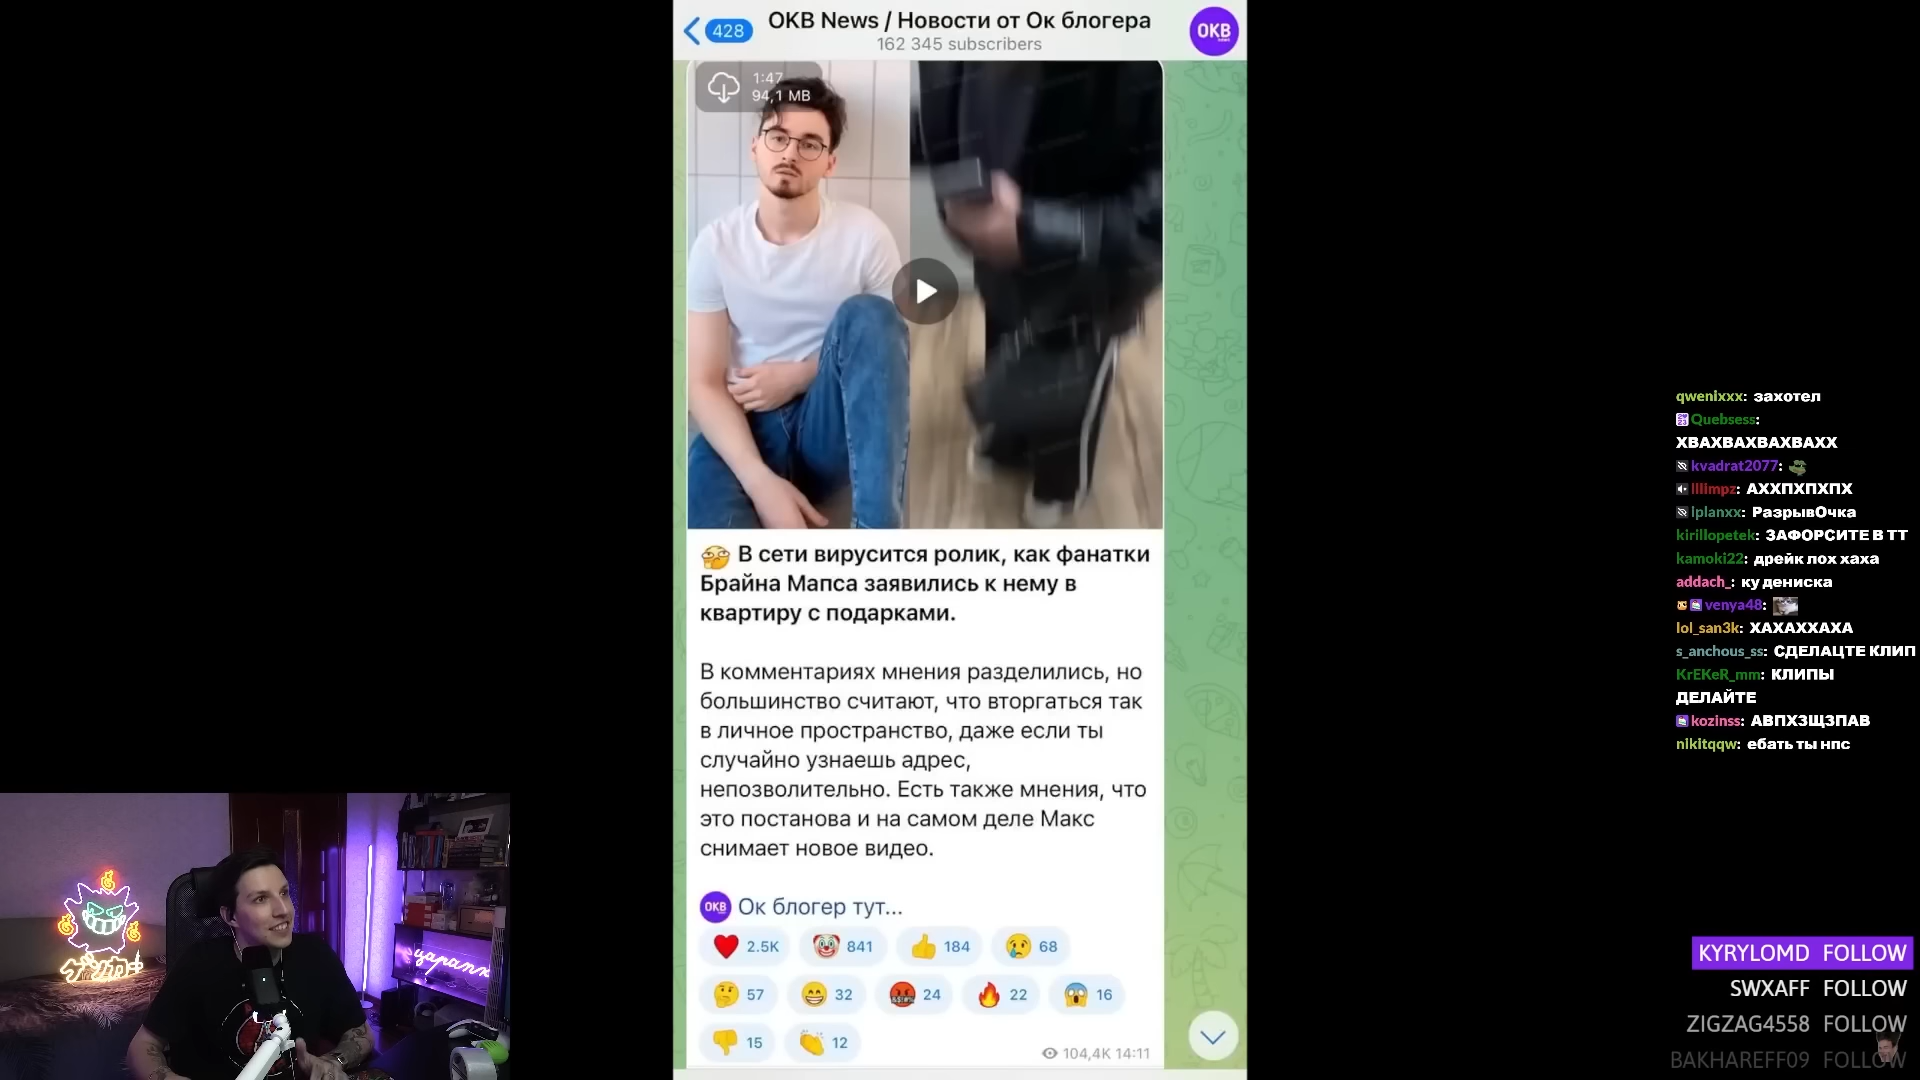 428
OKB News / Новости от Ок блогера
162 345 subscribers
OKB
news
1:47
94,1 MB
В сети вирусится ролик, как фанатки
Брайна Мапса заявились к нему в
квартиру с подарками.
В комментариях мнения разделились, но
большинство считают, что вторгаться так
в личное пространство, даже если ты
случайно узнаешь адрес,
непозволительно. Есть также мнения, что
это постанова и на самом деле Макс
снимает новое видео.
OKB Ок блогер тут...
2.5K 841 184 68
57 32 24 22 16
15 12
104,4K 14:11
qwenixxx: захотел
Quebsess:
ХВАХВАХВАХВАХХ
kvadrat2077:
lllimpz: АХХПХПХПХ
lplanxx: РазрывОчка
kirillopetek: ЗАФОРСИТЕ В ТТ
kamoki22: дрейк лох хаха
addach_: ку дениска
venya48:
lol_san3k: ХАХАХХАХА
s_anchous_ss: СДЕЛАЦТЕ КЛИП
KrEKeR_mm: КЛИПЫ
ДЕЛАЙТЕ
kozinss: АВПХЗЩЗПАВ
nikitqqw: ебать ты нпс
царапк
KYRYLOMD FOLLOW
SWXAFF FOLLOW
ZIGZAG4558 FOLLOW
BAKHAREFF09 FOLLOW